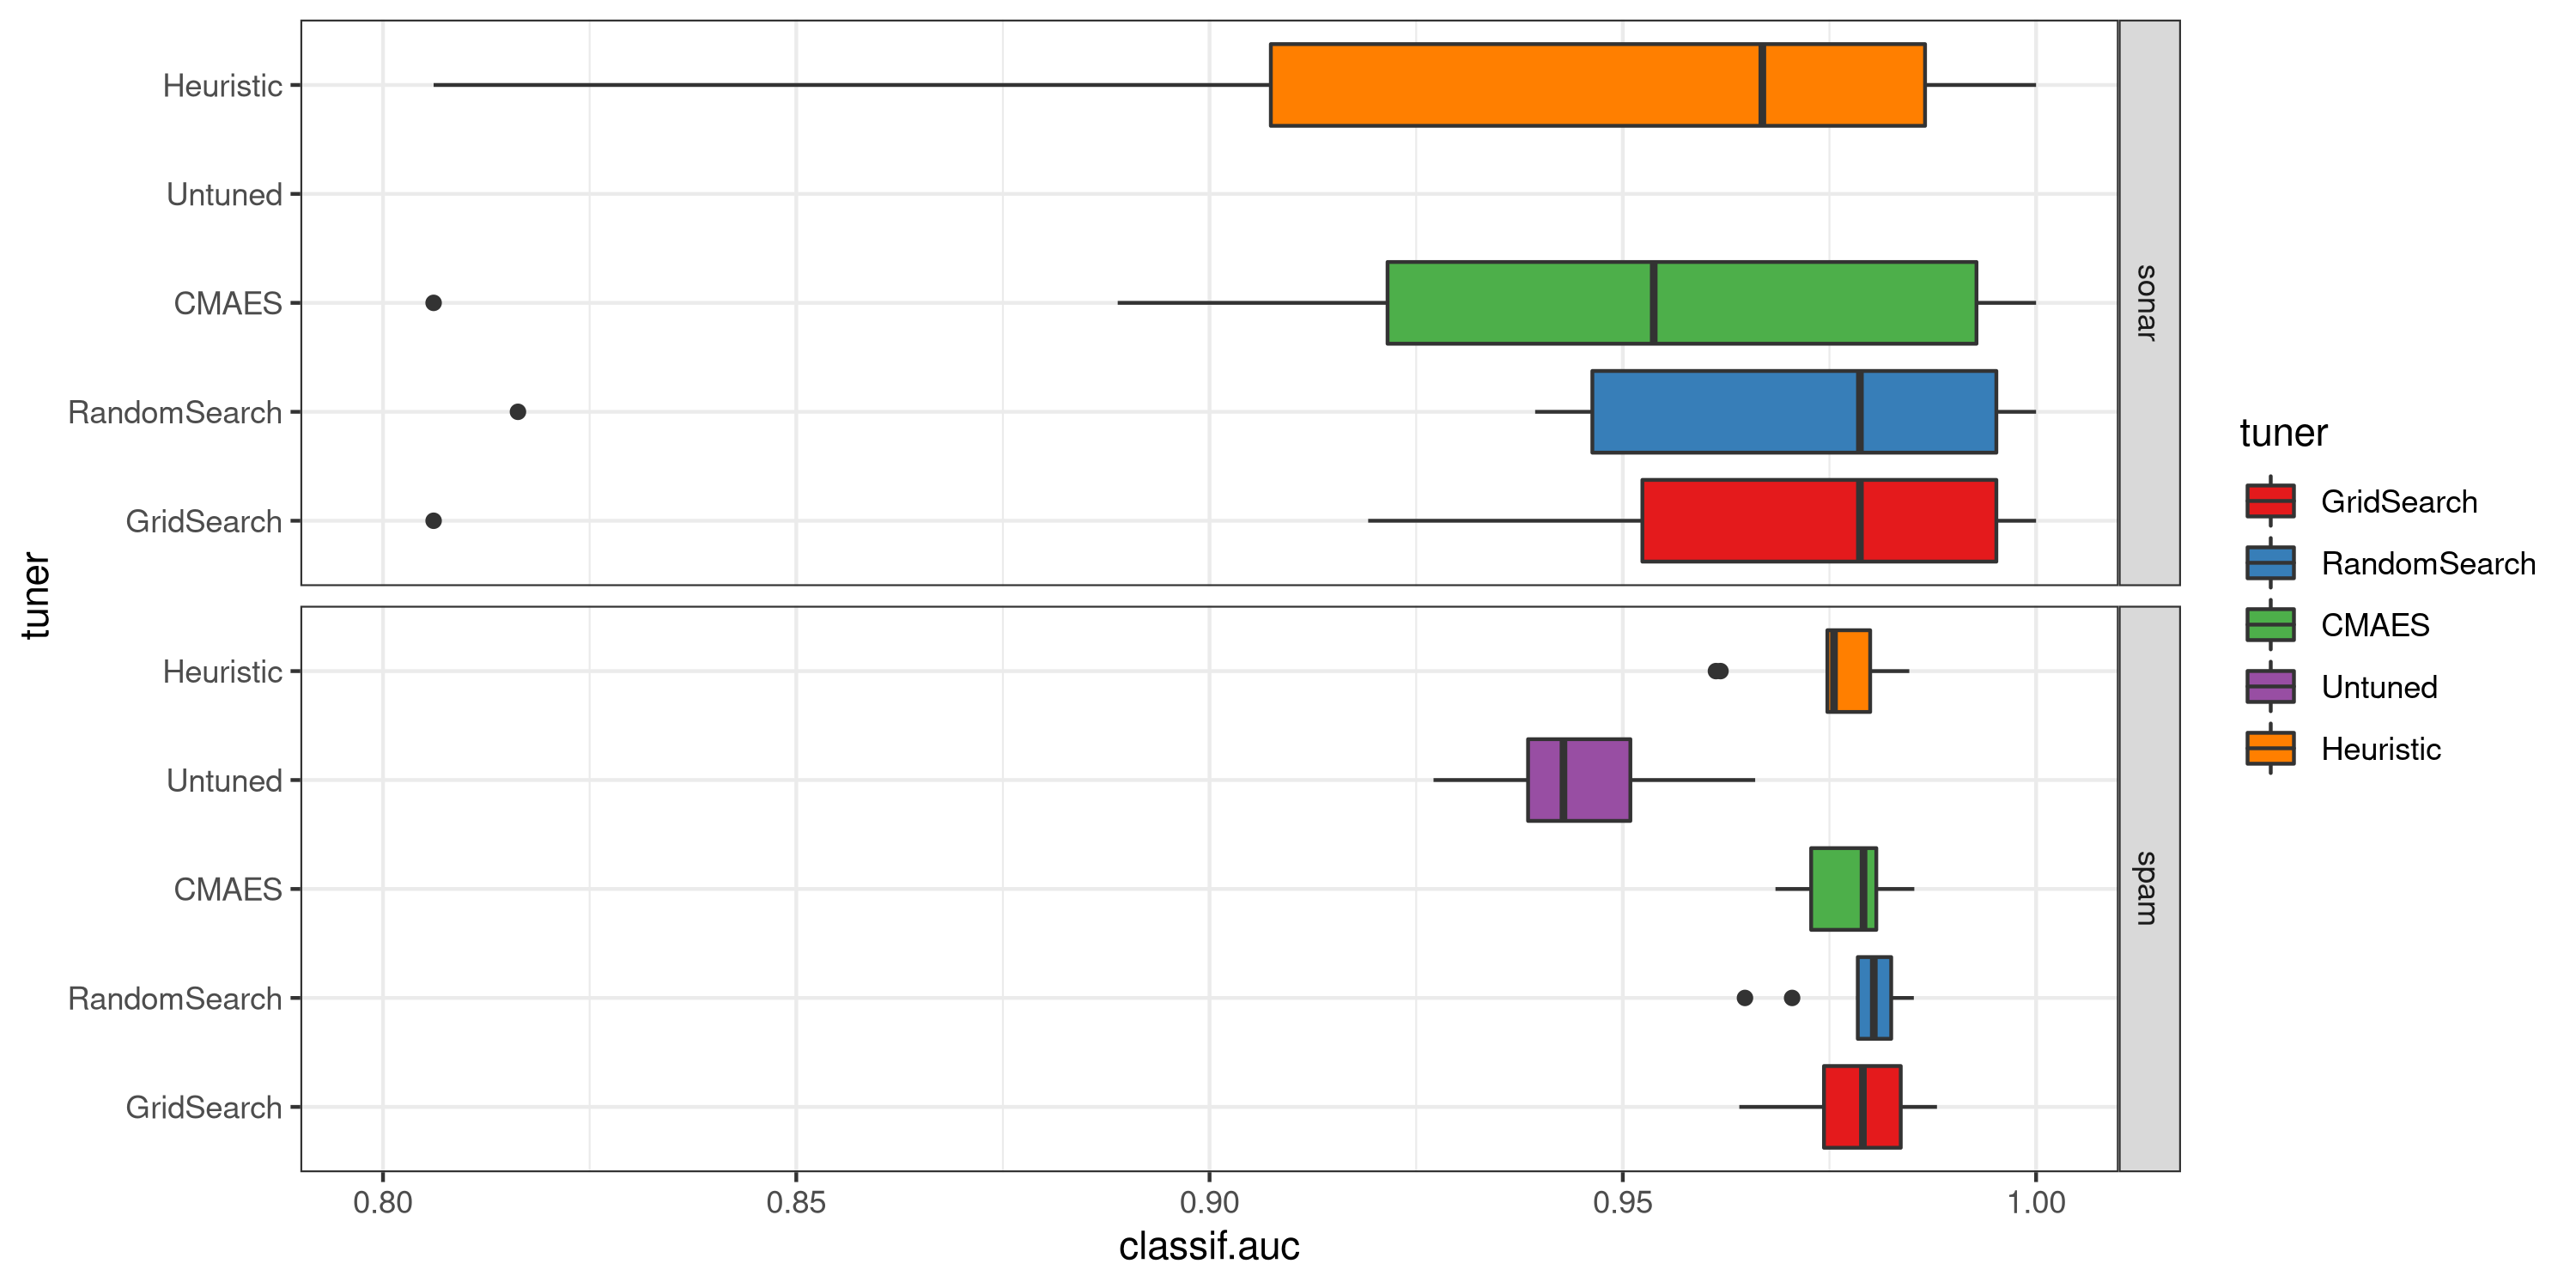 tuner
Heuristic
Untuned
CMAES
RandomSearch
GridSearch
sonar
Heuristic
Untuned
CMAES
RandomSearch
GridSearch
spam
0.80 0.85 0.90 0.95 1.00
classif.auc
tuner
GridSearch
RandomSearch
CMAES
Untuned
Heuristic